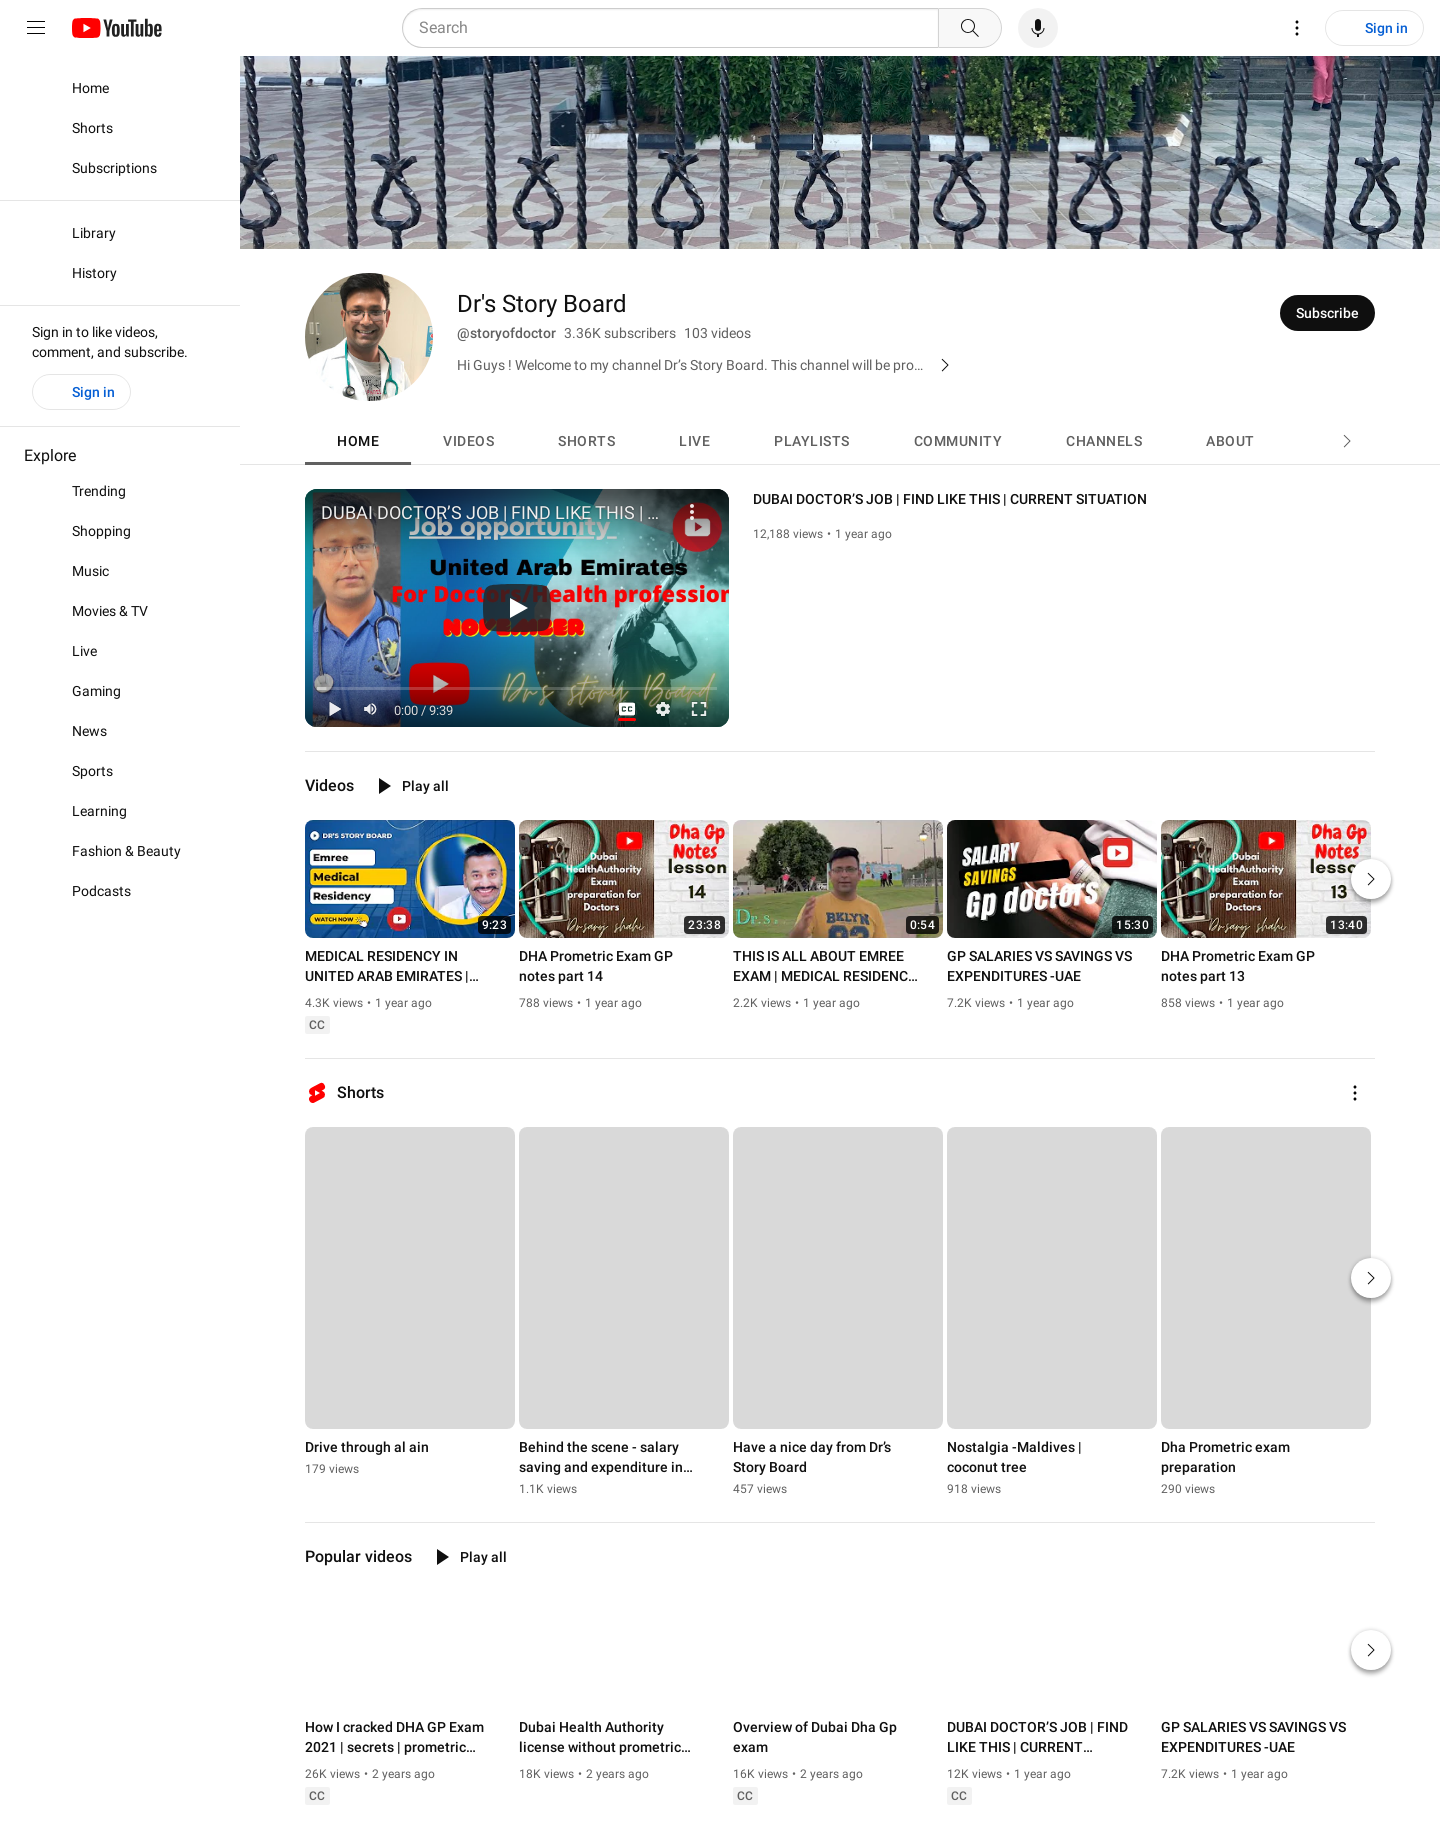 YouTube
Search
Sign in
Home
Shorts
Subscriptions
Library
History
Sign in to like videos,
comment, and subscribe.
Sign in
Explore
Trending
Shopping
Music
Movies & TV
Live
Gaming
News
Sports
Learning
Fashion & Beauty
Podcasts
Dr's Story Board
Subscribe
@storyofdoctor 3.36K subscribers 103 videos
Hi Guys ! Welcome to my channel Dr’s Story Board. This channel will be pro...
HOME VIDEOS SHORTS LIVE PLAYLISTS COMMUNITY CHANNELS ABOUT
DUBAI DOCTOR’S JOB | FIND LIKE THIS | ...
Job opportunity
United Arab Emirates
For Doctors/Health profession
NOVEMBER
Dr's story Board
0:00 / 9:39
CC
DUBAI DOCTOR’S JOB | FIND LIKE THIS | CURRENT SITUATION
12,188 views • 1 year ago
Videos Play all
DR'S STORY BOARD
Emree
Medical
Residency
WATCH NOW
9:23
MEDICAL RESIDENCY IN
UNITED ARAB EMIRATES |...
4.3K views • 1 year ago
CC
Dha Gp
Notes
lesson
14
Dubai
HealthAuthority
Exam
preparation for
Doctors
23:38
DHA Prometric Exam GP
notes part 14
788 views • 1 year ago
Dr.s
BKLYN
0:54
THIS IS ALL ABOUT EMREE
EXAM | MEDICAL RESIDENC...
2.2K views • 1 year ago
SALARY
SAVINGS
Gp doctors
15:30
GP SALARIES VS SAVINGS VS
EXPENDITURES -UAE
7.2K views • 1 year ago
Dha Gp
Notes
lesson
13
Dubai
HealthAuthority
Exam
preparation for
Doctors
13:40
DHA Prometric Exam GP
notes part 13
858 views • 1 year ago
Shorts
Drive through al ain
179 views
Behind the scene - salary
saving and expenditure in...
1.1K views
Have a nice day from Dr’s
Story Board
457 views
Nostalgia -Maldives |
coconut tree
918 views
Dha Prometric exam
preparation
290 views
Popular videos Play all
How I cracked DHA GP Exam
2021 | secrets | prometric...
26K views • 2 years ago
CC
Dubai Health Authority
license without prometric...
18K views • 2 years ago
Overview of Dubai Dha Gp
exam
16K views • 2 years ago
CC
DUBAI DOCTOR’S JOB | FIND
LIKE THIS | CURRENT...
12K views • 1 year ago
CC
GP SALARIES VS SAVINGS VS
EXPENDITURES -UAE
7.2K views • 1 year ago